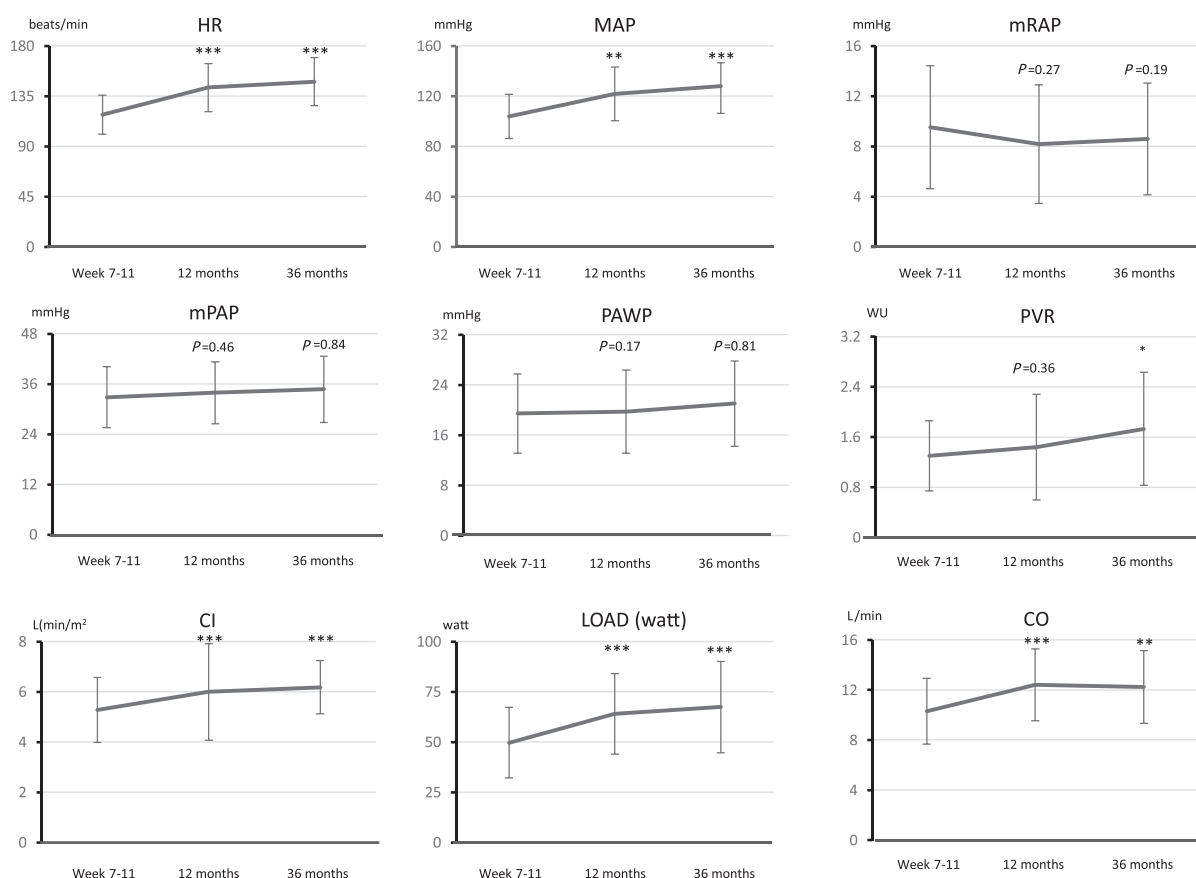 beats/min HR
180
*** ***
135
90
45
0
Week 7-11 12 months 36 months
mmHg MAP
160
** ***
120
80
40
0
Week 7-11 12 months 36 months
mmHg mRAP
16
P=0.27 P=0.19
12
8
4
0
Week 7-11 12 months 36 months
mmHg mPAP
48
P=0.46 P=0.84
36
24
12
0
Week 7-11 12 months 36 months
mmHg PAWP
32
P=0.17 P=0.81
24
16
8
0
Week 7-11 12 months 36 months
WU PVR
3.2
*
P=0.36
2.4
1.6
0.8
0
Week 7-11 12 months 36 months
L(min/m² CI
8
*** ***
6
4
2
0
Week 7-11 12 months 36 months
watt LOAD (watt)
100
*** ***
75
50
25
0
Week 7-11 12 months 36 months
L/min CO
16
*** **
12
8
4
0
Week 7-11 12 months 36 months